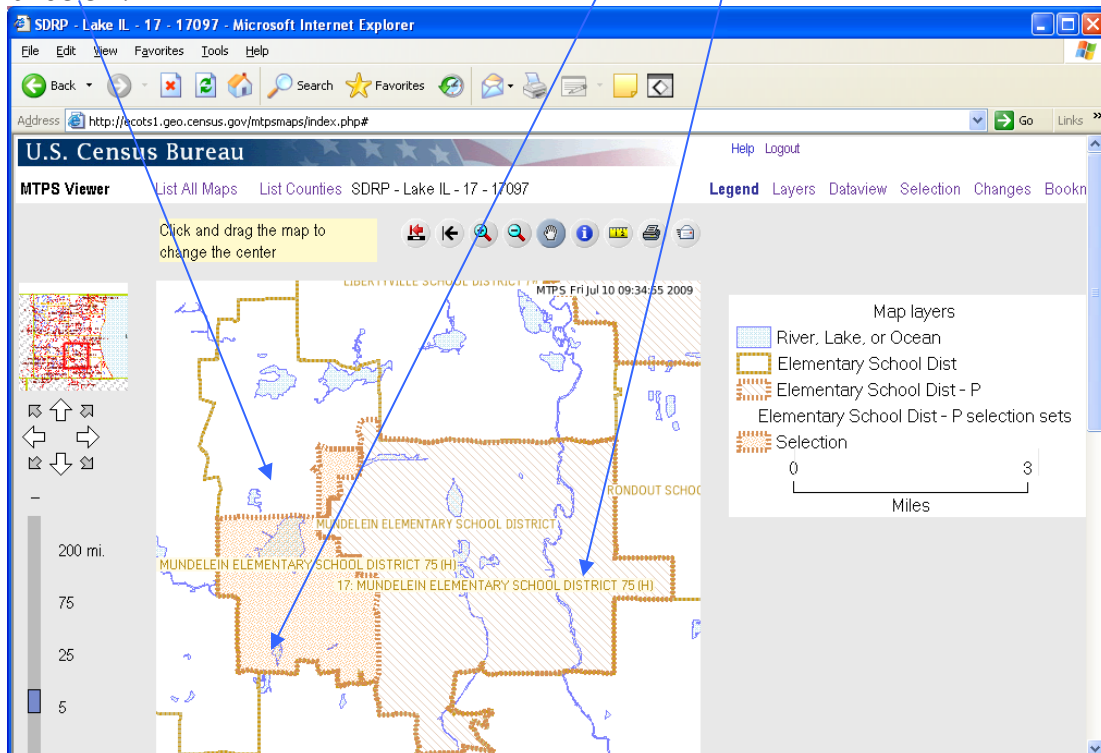 SDRP - Lake IL - 17 - 17097 - Microsoft Internet Explorer
File Edit View Favorites Tools Help
Back Search Favorites
Address http://ecots1.geo.census.gov/mtpsmaps/index.php# Go Links »
U.S. Census Bureau Help Logout
MTPS Viewer List All Maps List Counties SDRP - Lake IL - 17 - 17097 Legend Layers Dataview Selection Changes Bookn
Click and drag the map to
change the center
LIBERTYVILLE SCHOOL DISTRICT
MTPS Fri Jul 10 09:34:55 2009
Map layers
River, Lake, or Ocean
Elementary School Dist
Elementary School Dist - P
Elementary School Dist - P selection sets
Selection
0 3
Miles
RONDOUT SCHOO
MUNDELEIN ELEMENTARY SCHOOL DISTRICT
MUNDELEIN ELEMENTARY SCHOOL DISTRICT 75 (H)
17: MUNDELEIN ELEMENTARY SCHOOL DISTRICT 75 (H)
200 mi.
75
25
5